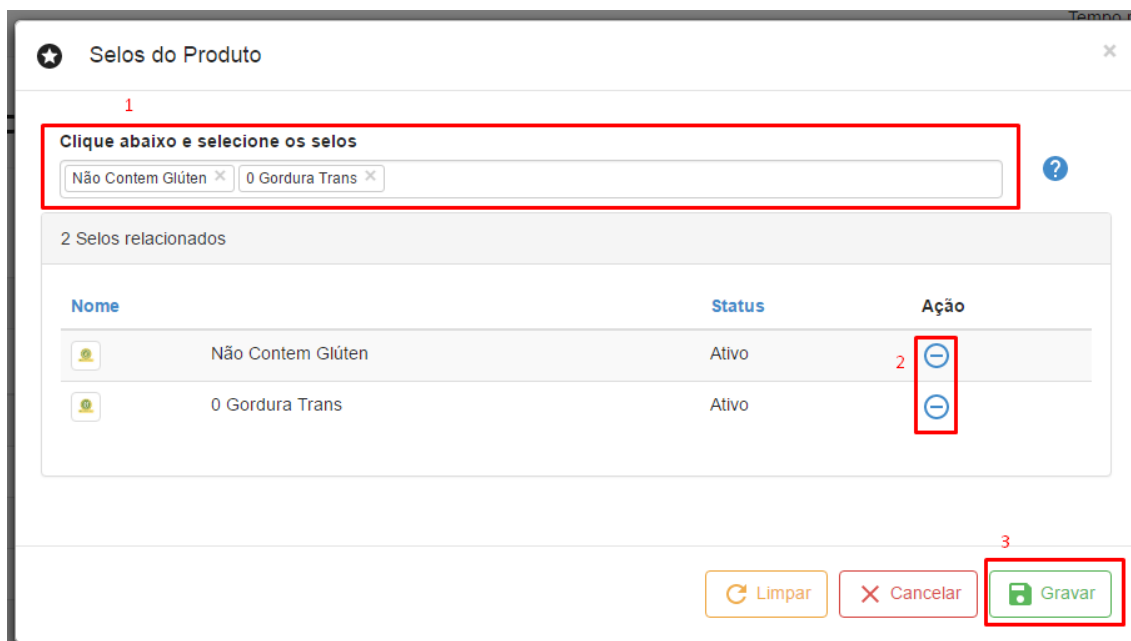 Tempo
Selos do Produto
1
Clique abaixo e selecione os selos
Não Contem Glúten × 0 Gordura Trans ×
2 Selos relacionados
Nome Status Ação
Não Contem Glúten Ativo
2
0 Gordura Trans Ativo
3
Limpar Cancelar Gravar